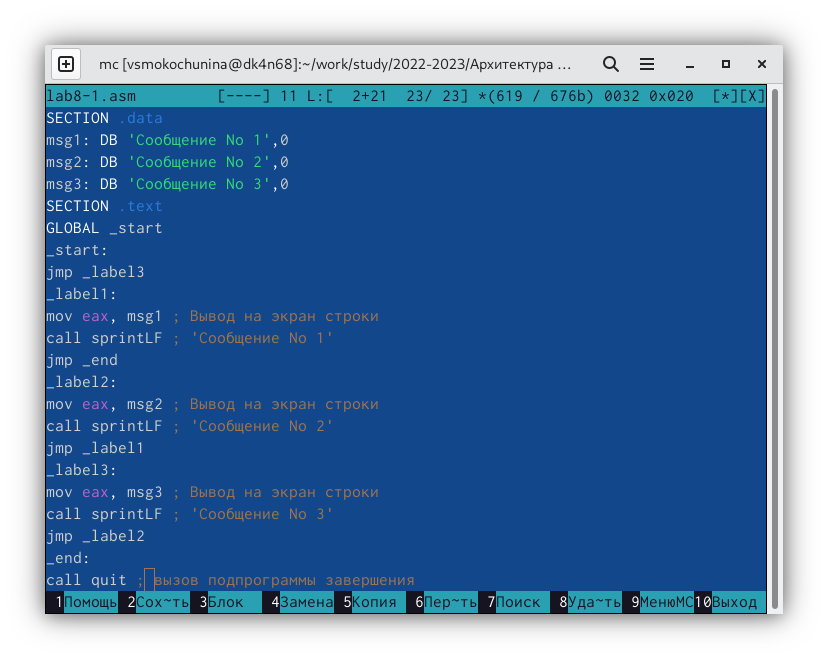 mc [vsmokochunina@dk4n68]:~/work/study/2022-2023/Архитектура ...
lab8-1.asm [----] 11 L:[ 2+21 23/ 23] *(619 / 676b) 0032 0x020 [*][X]
SECTION .data
msg1: DB 'Сообщение No 1',0
msg2: DB 'Сообщение No 2',0
msg3: DB 'Сообщение No 3',0
SECTION .text
GLOBAL _start
_start:
jmp _label3
_label1:
mov eax, msg1 ; Вывод на экран строки
call sprintLF ; 'Сообщение No 1'
jmp _end
_label2:
mov eax, msg2 ; Вывод на экран строки
call sprintLF ; 'Сообщение No 2'
jmp _label1
_label3:
mov eax, msg3 ; Вывод на экран строки
call sprintLF ; 'Сообщение No 3'
jmp _label2
_end:
call quit ; вызов подпрограммы завершения
1Помощь 2Сох~ть 3Блок 4Замена 5Копия 6Пер~ть 7Поиск 8Уда~ть 9МенюMC 10Выход